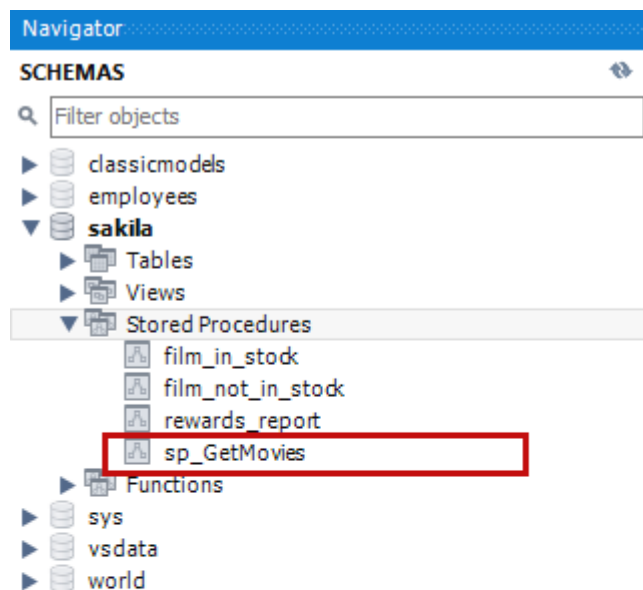 Navigator
SCHEMAS
Filter objects
classicmodels
employees
sakila
Tables
Views
Stored Procedures
film_in_stock
film_not_in_stock
rewards_report
sp_GetMovies
Functions
sys
vsdata
world